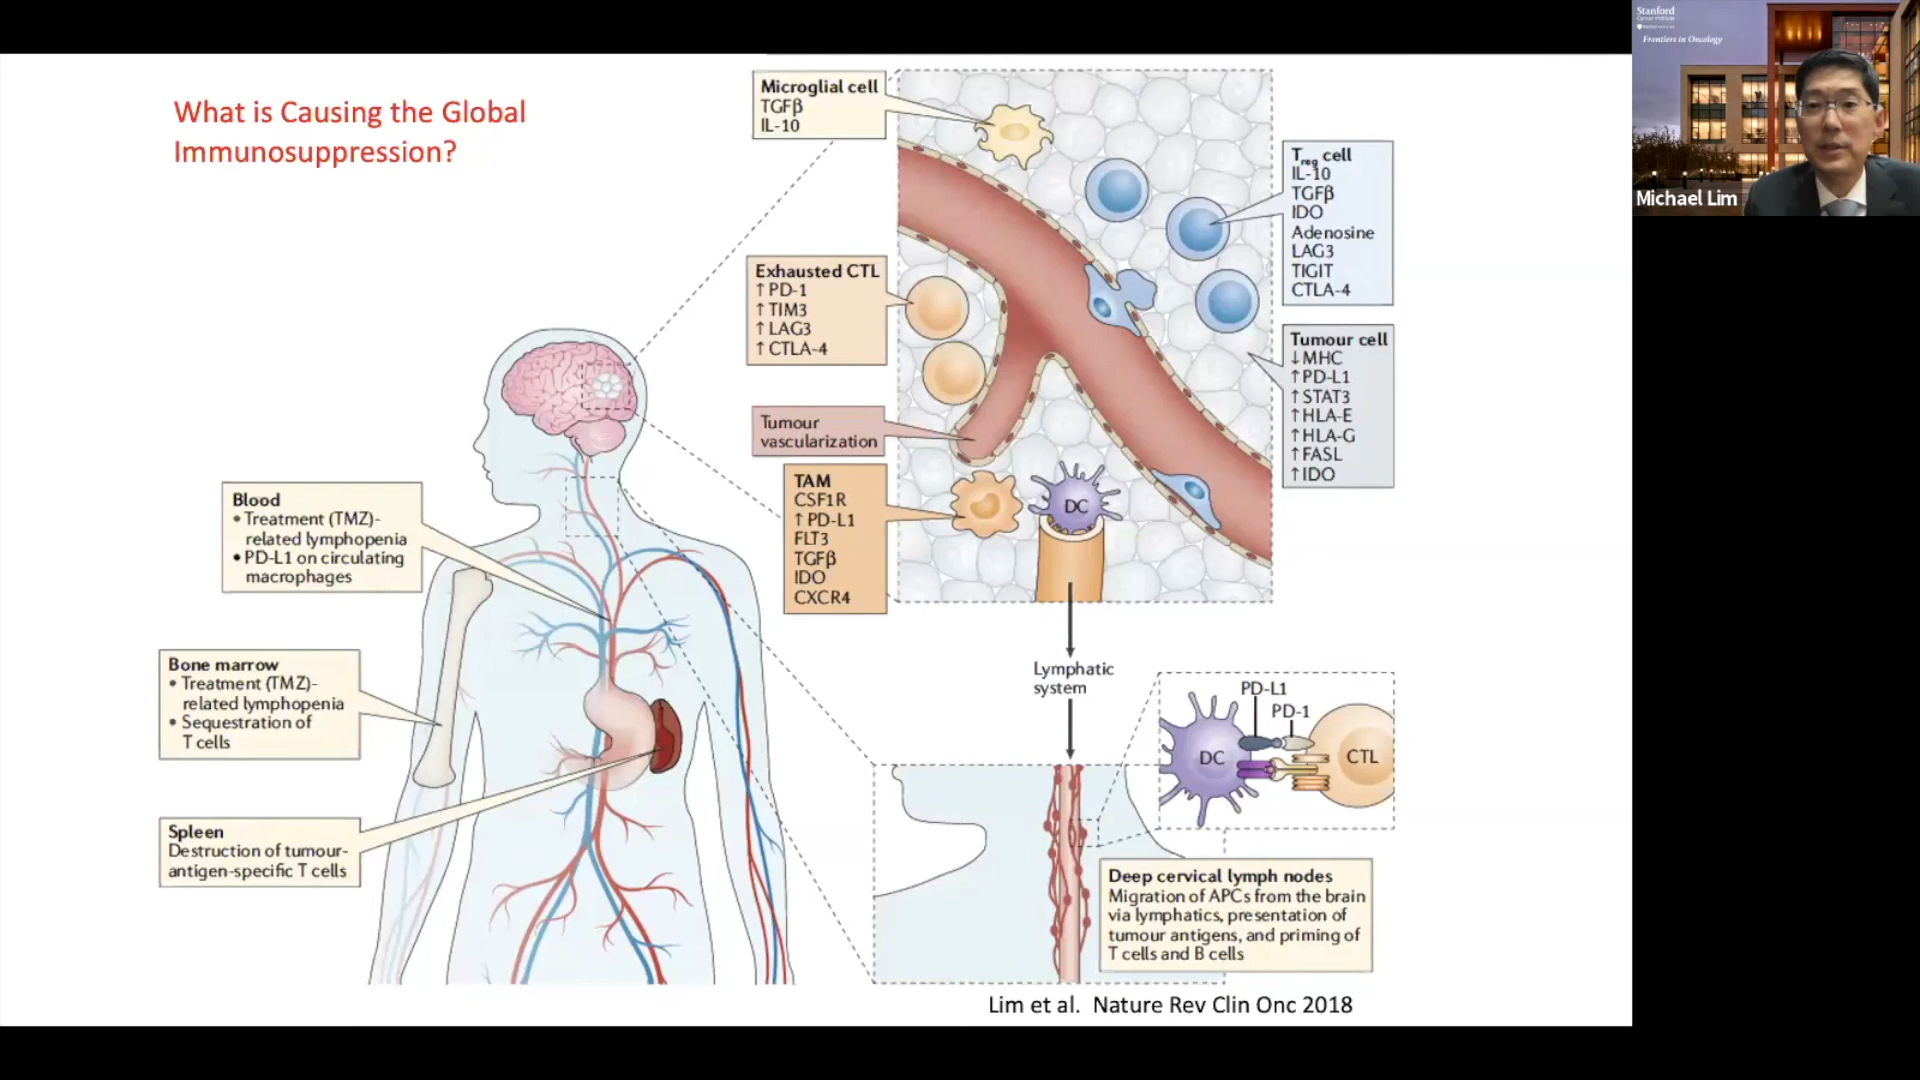 What is Causing the Global
Immunosuppression?
Microglial cell
TGFβ
IL-10
Treg cell
IL-10
TGFβ
IDO
Adenosine
LAG3
TIGIT
CTLA-4
Exhausted CTL
↑ PD-1
↑ TIM3
↑ LAG3
↑ CTLA-4
Tumour cell
↓ MHC
↑ PD-L1
↑ STAT3
↑ HLA-E
↑ HLA-G
↑ FASL
↑ IDO
Tumour
vascularization
TAM
CSF1R
↑ PD-L1
FLT3
TGFβ
IDO
CXCR4
DC
Blood
• Treatment (TMZ)-
related lymphopenia
• PD-L1 on circulating
macrophages
Bone marrow
• Treatment (TMZ)-
related lymphopenia
• Sequestration of
T cells
Spleen
Destruction of tumour-
antigen-specific T cells
Lymphatic
system
PD-L1
PD-1
DC
CTL
Deep cervical lymph nodes
Migration of APCs from the brain
via lymphatics, presentation of
tumour antigens, and priming of
T cells and B cells
Lim et al. Nature Rev Clin Onc 2018
Stanford
Frontiers in Oncology
Michael Lim